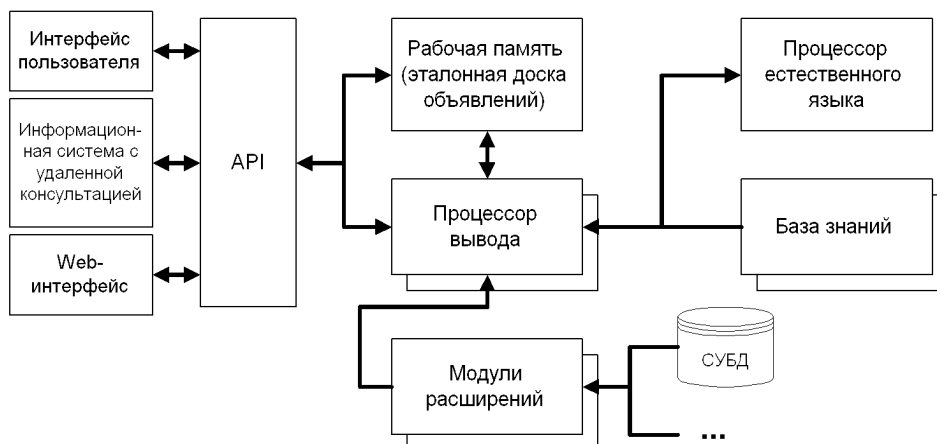 Интерфейс
пользователя
Информацион-
ная система с
удаленной
консультацией
Web-
интерфейс
API
Рабочая память
(эталонная доска
объявлений)
Процессор
вывода
Модули
расширений
Процессор
естественного
языка
База знаний
СУБД
...